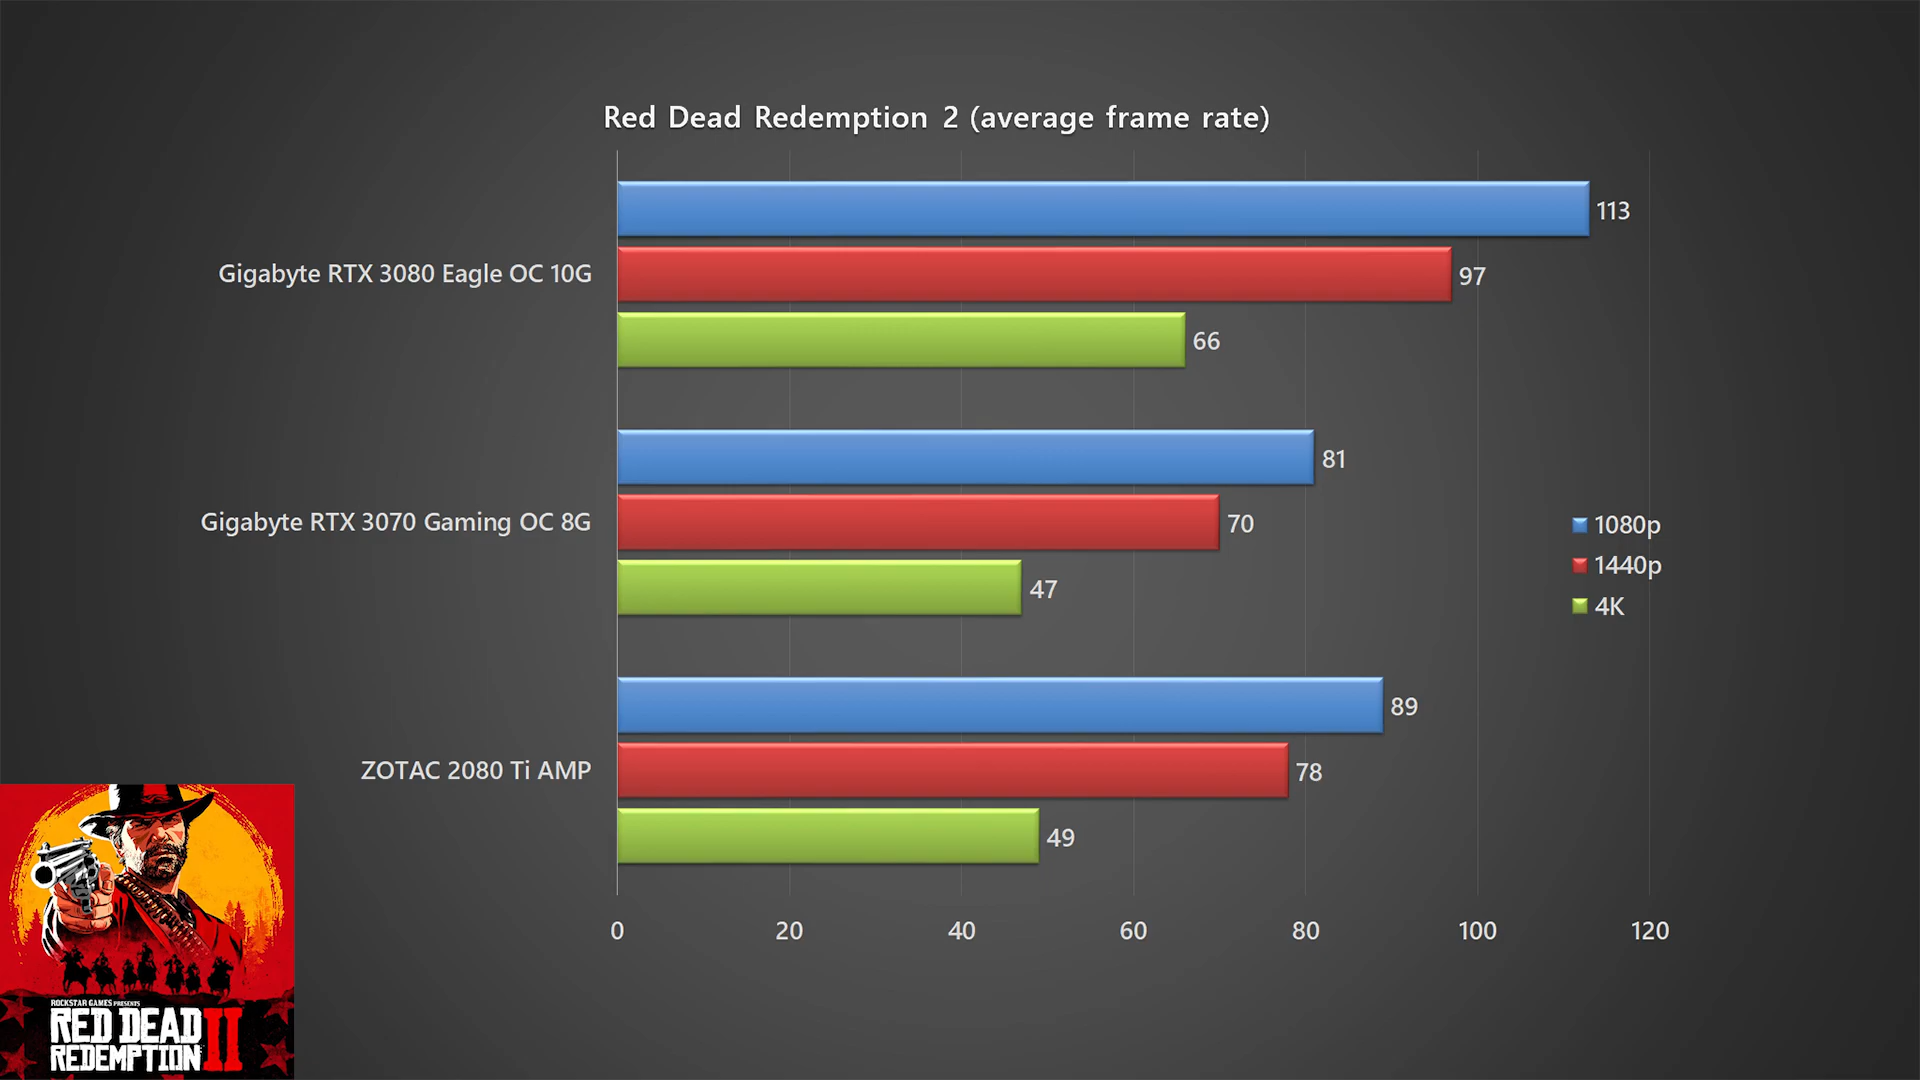 Red Dead Redemption 2 (average frame rate)
113
Gigabyte RTX 3080 Eagle OC 10G
97
66
81
Gigabyte RTX 3070 Gaming OC 8G
70
47
1080p
1440p
4K
89
ZOTAC 2080 Ti AMP
78
49
0 20 40 60 80 100 120
ROCKSTAR GAMES PRESENTS
RED DEAD
REDEMPTION II